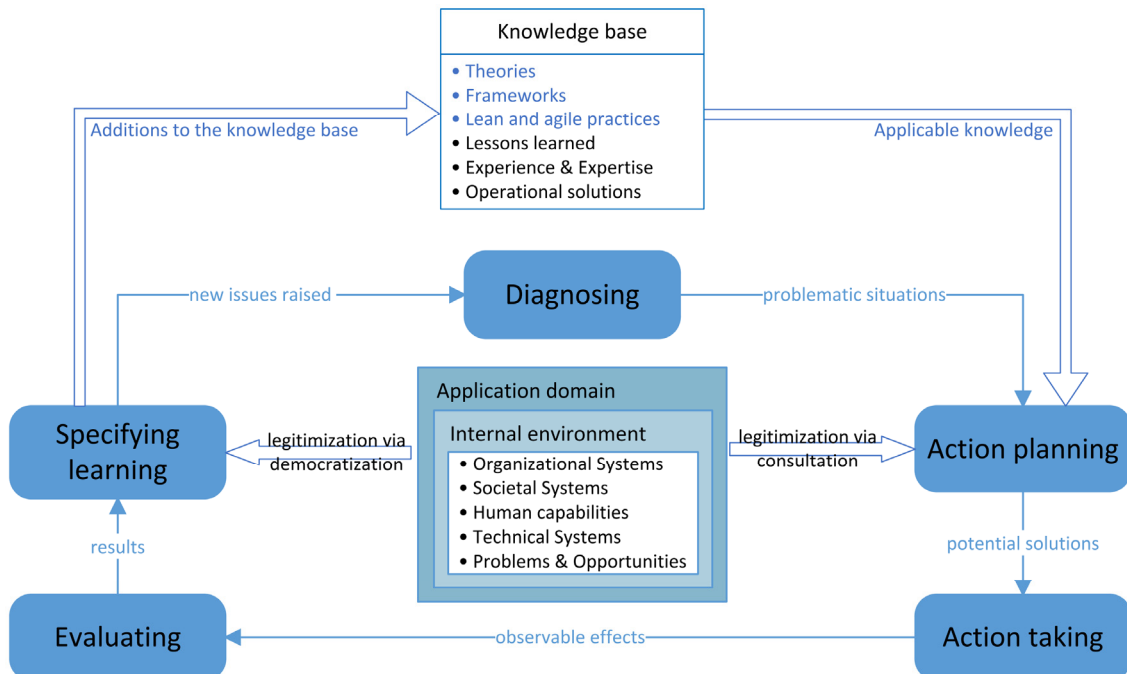 Knowledge base
• Theories
• Frameworks
• Lean and agile practices
• Lessons learned
• Experience & Expertise
• Operational solutions
Additions to the knowledge base
Applicable knowledge
new issues raised
Diagnosing
problematic situations
Application domain
Internal environment
• Organizational Systems
• Societal Systems
• Human capabilities
• Technical Systems
• Problems & Opportunities
Specifying
learning
legitimization via
democratization
legitimization via
consultation
Action planning
results
potential solutions
Evaluating
observable effects
Action taking